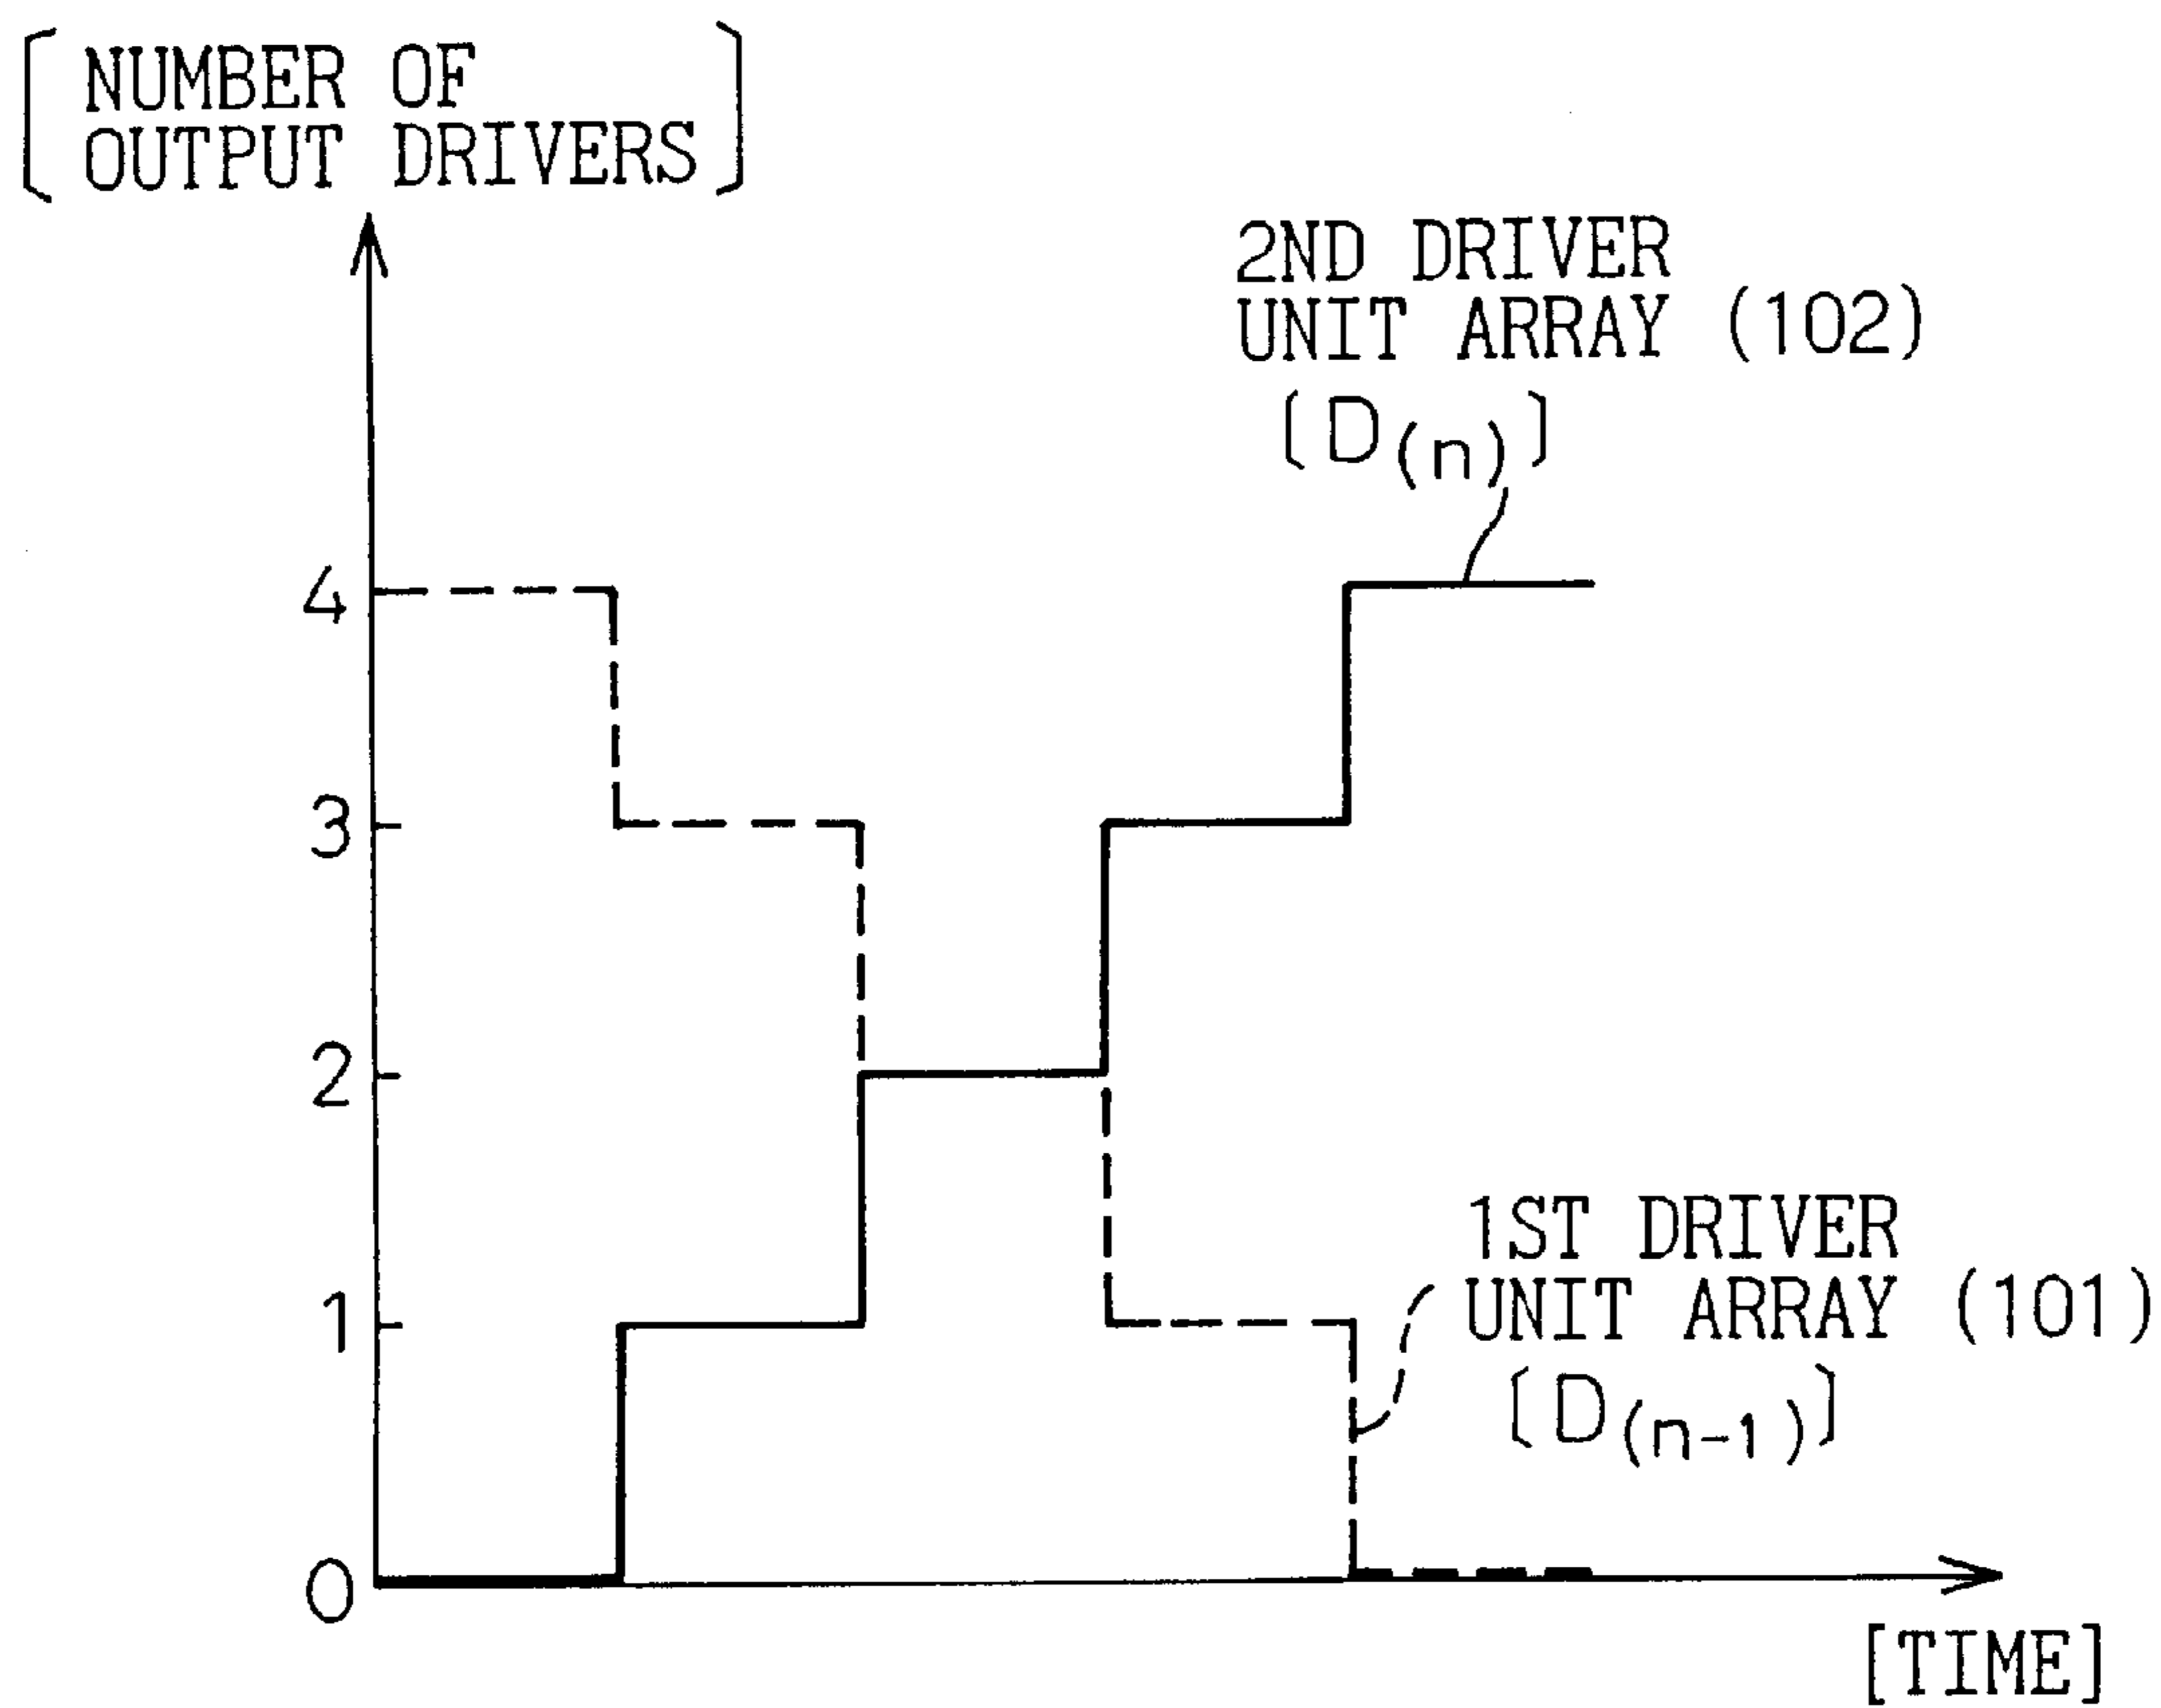 [NUMBER OF
OUTPUT DRIVERS]
2ND DRIVER
UNIT ARRAY (102)
[D(n)]
4
3
2
1
0
1ST DRIVER
UNIT ARRAY (101)
[D(n-1)]
[TIME]